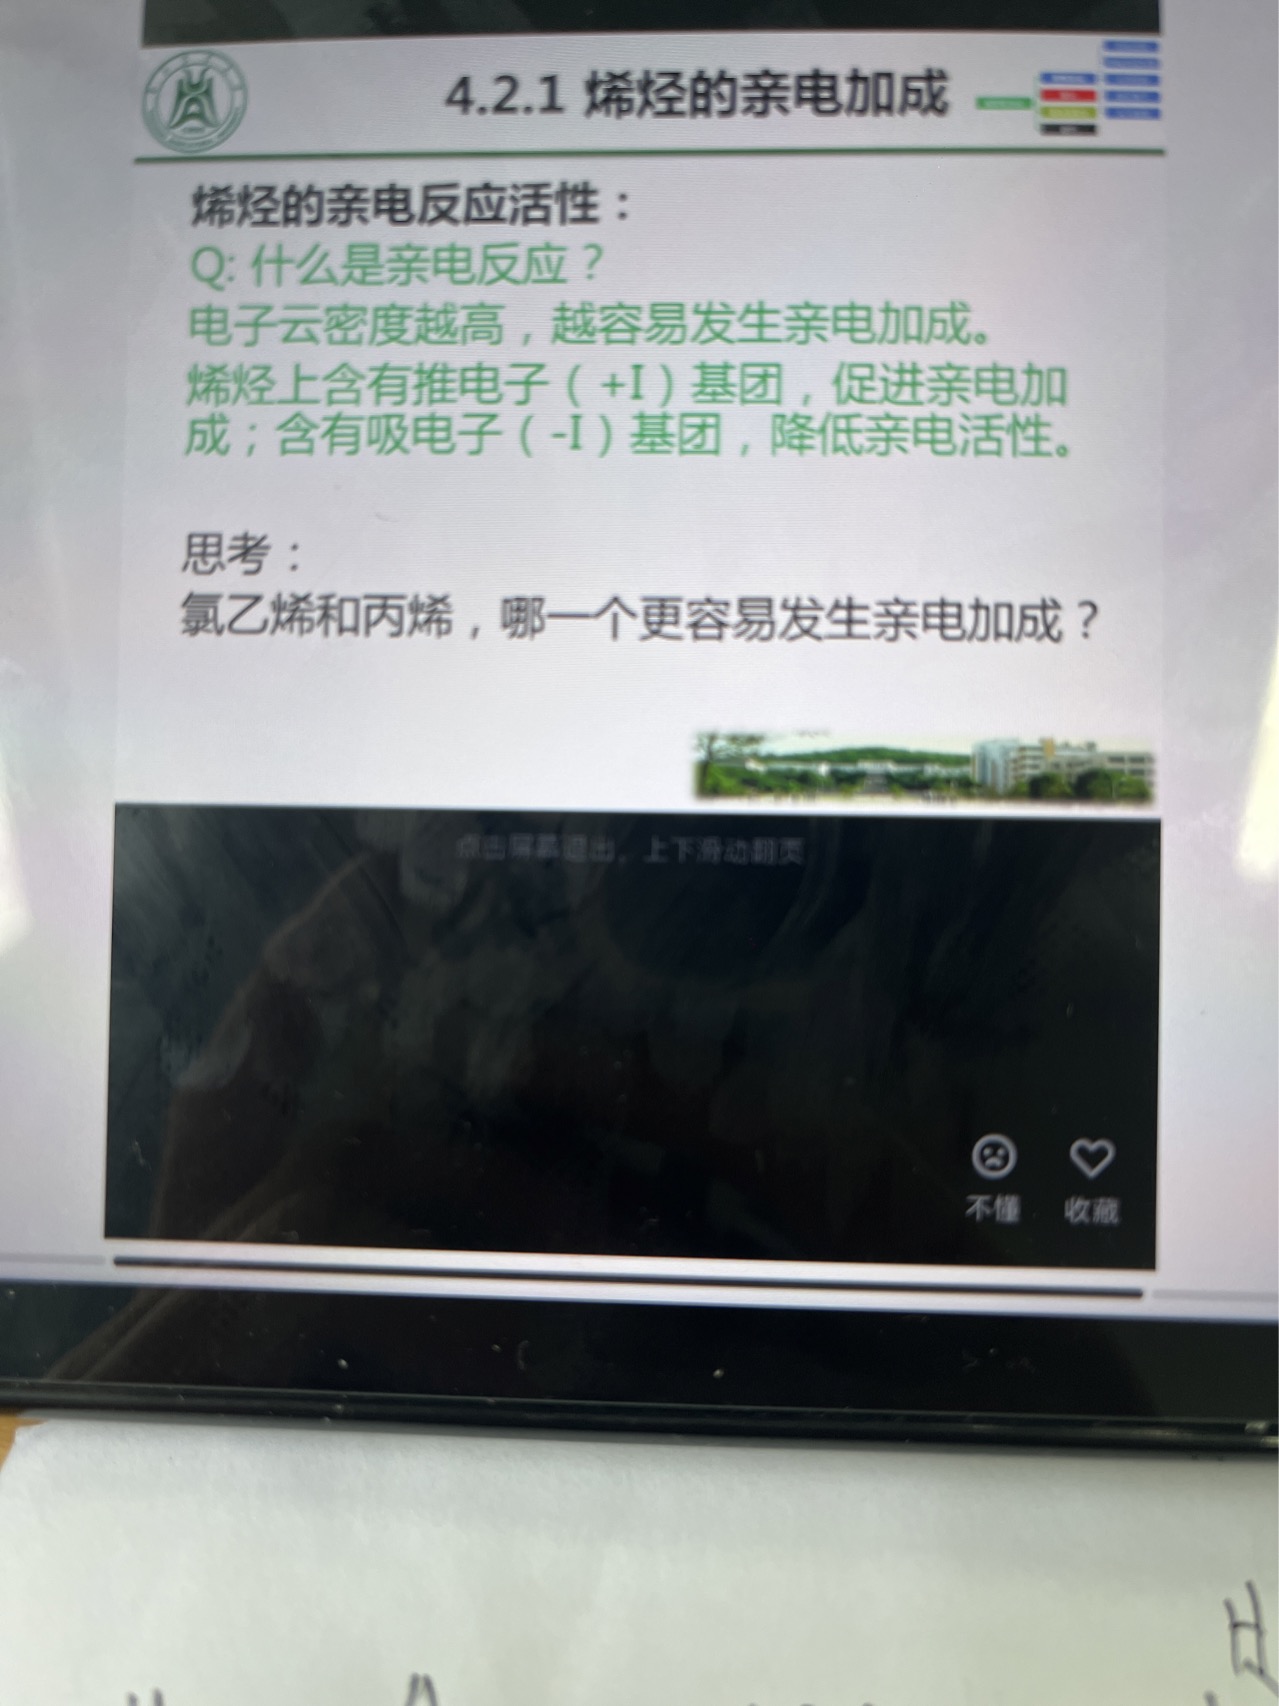 4.2.1 烯烃的亲电加成
烯烃的亲电反应活性：
Q: 什么是亲电反应？
电子云密度越高，越容易发生亲电加成。
烯烃上含有推电子（+I）基团，促进亲电加
成；含有吸电子（-I）基团，降低亲电活性。
思考：
氯乙烯和丙烯，哪一个更容易发生亲电加成？
点击屏幕退出，上下滑动翻页
不懂
收藏